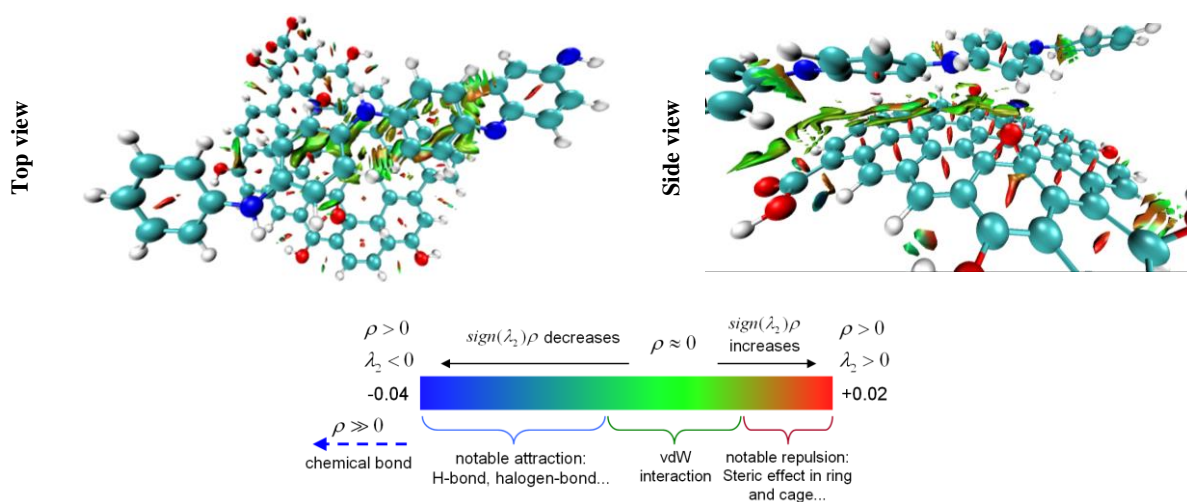 Top view
Side view
ρ > 0
λ₂ < 0
-0.04
sign(λ₂)ρ decreases
ρ ≈ 0
sign(λ₂)ρ
increases
ρ > 0
λ₂ > 0
+0.02
ρ ≫ 0
chemical bond
notable attraction:
H-bond, halogen-bond...
vdW
interaction
notable repulsion:
Steric effect in ring
and cage...